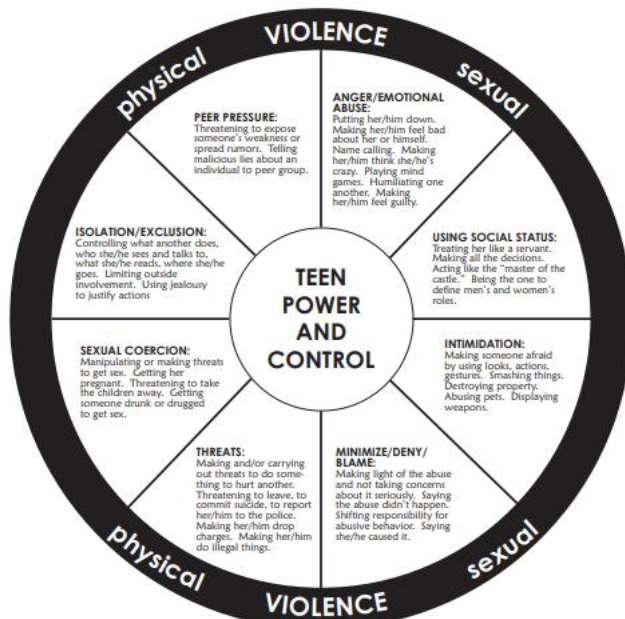 physical VIOLENCE sexual
PEER PRESSURE:
Threatening to expose
someone's weakness or
spread rumors. Telling
malicious lies about an
individual to peer group.
ANGER/EMOTIONAL
ABUSE:
Putting her/him down.
Making her/him feel bad
about her or himself.
Name calling. Making
her/him think she/he's
crazy. Playing mind
games. Humiliating one
another. Making
her/him feel guilty.
ISOLATION/EXCLUSION:
Controlling what another does,
who she/he sees and talks to,
what she/he reads, where she/he
goes. Limiting outside
involvement. Using jealousy
to justify actions
USING SOCIAL STATUS:
Treating her like a servant.
Making all the decisions.
Acting like the "master of the
castle." Being the one to
define men's and women's
roles.
TEEN
POWER
AND
CONTROL
SEXUAL COERCION:
Manipulating or making threats
to get sex. Getting her
pregnant. Threatening to take
the children away. Getting
someone drunk or drugged
to get sex.
INTIMIDATION:
Making someone afraid
by using looks, actions,
gestures. Smashing things.
Destroying property.
Abusing pets. Displaying
weapons.
THREATS:
Making and/or carrying
out threats to do some-
thing to hurt another.
Threatening to leave, to
commit suicide, to report
her/him to the police.
Making her/him drop
charges. Making her/him
do illegal things.
MINIMIZE/DENY/
BLAME:
Making light of the abuse
and not taking concerns
about it seriously. Saying
the abuse didn't happen.
Shifting responsibility for
abusive behavior. Saying
she/he caused it.
physical VIOLENCE sexual